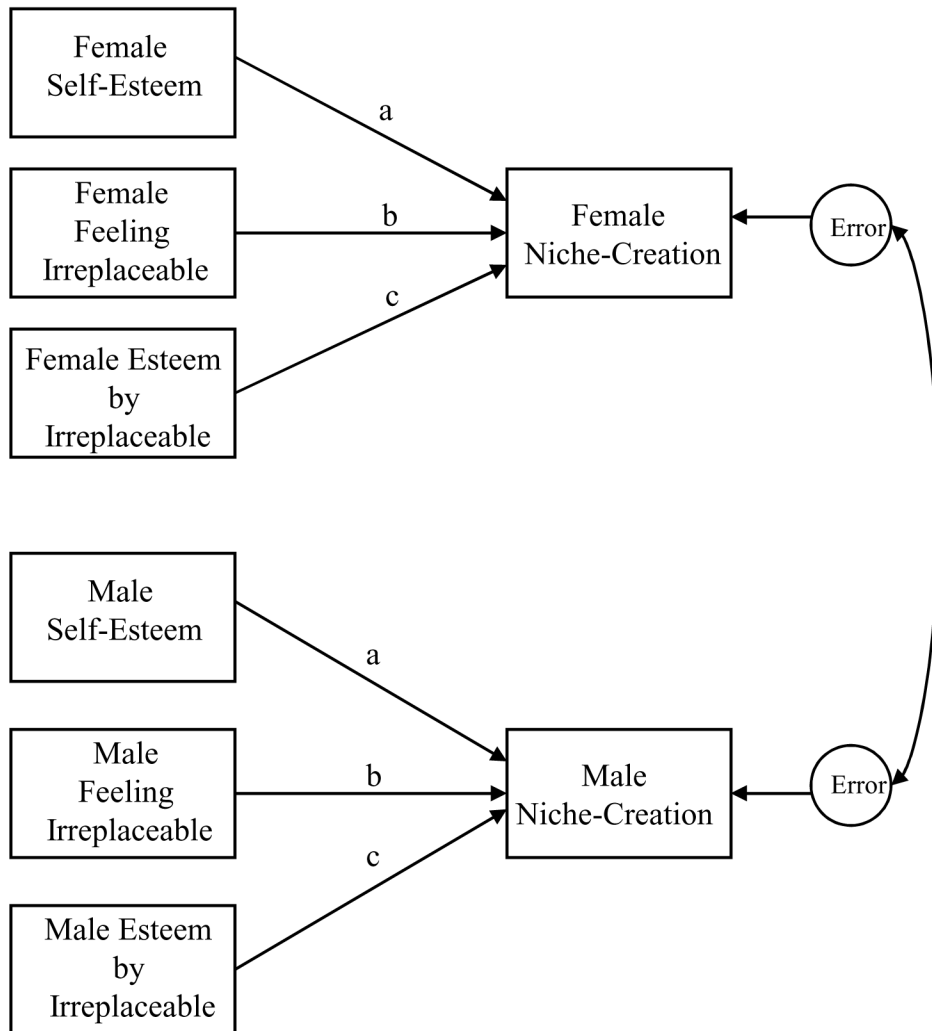 Female
Self-Esteem
a
Female
Feeling
Irreplaceable
b
Female
Niche-Creation
Error
c
Female Esteem
by
Irreplaceable
Male
Self-Esteem
a
Male
Feeling
Irreplaceable
b
Male
Niche-Creation
Error
c
Male Esteem
by
Irreplaceable